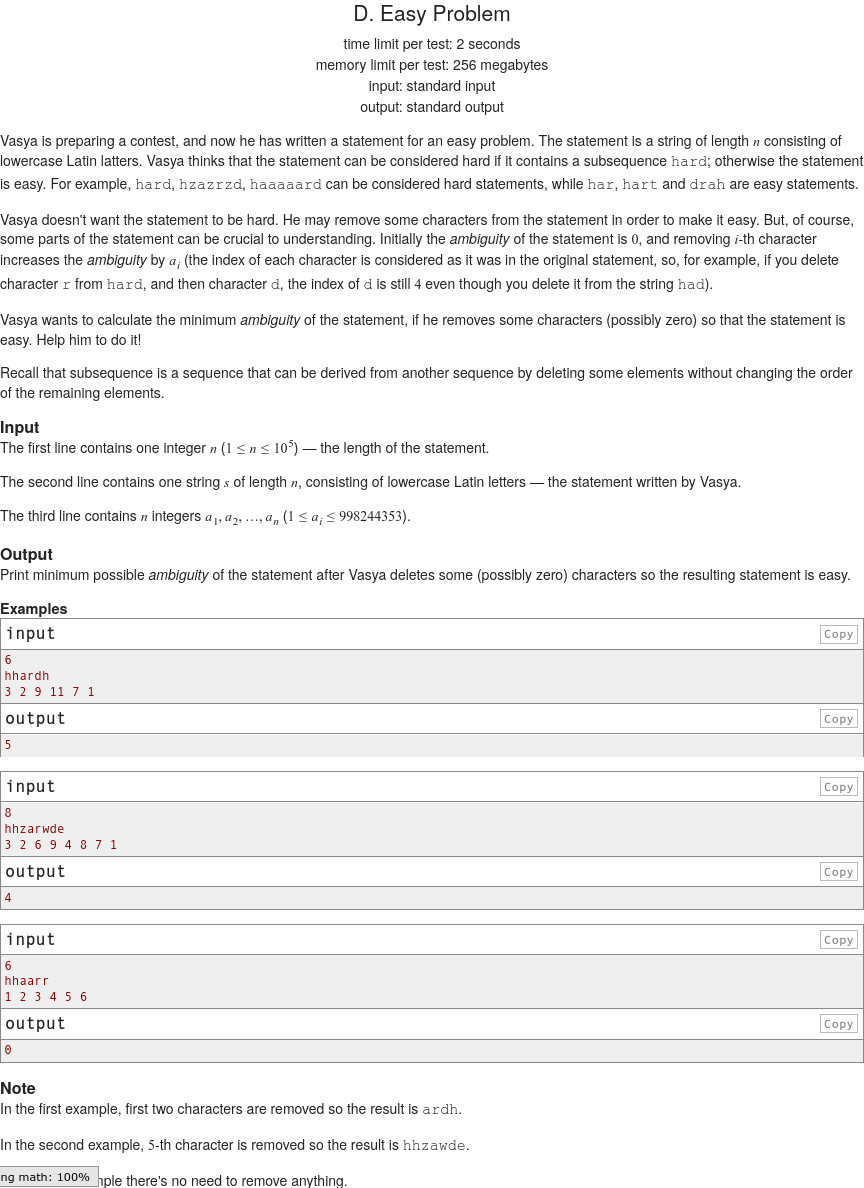 D. Easy Problem
time limit per test: 2 seconds
memory limit per test: 256 megabytes
input: standard input
output: standard output
Vasya is preparing a contest, and now he has written a statement for an easy problem. The statement is a string of length n consisting of
lowercase Latin latters. Vasya thinks that the statement can be considered hard if it contains a subsequence hard; otherwise the statement
is easy. For example, hard, hzazrzd, haaaaard can be considered hard statements, while har, hart and drah are easy statements.
Vasya doesn't want the statement to be hard. He may remove some characters from the statement in order to make it easy. But, of course,
some parts of the statement can be crucial to understanding. Initially the ambiguity of the statement is 0, and removing i-th character
increases the ambiguity by a_i (the index of each character is considered as it was in the original statement, so, for example, if you delete
character r from hard, and then character d, the index of d is still 4 even though you delete it from the string had).
Vasya wants to calculate the minimum ambiguity of the statement, if he removes some characters (possibly zero) so that the statement is
easy. Help him to do it!
Recall that subsequence is a sequence that can be derived from another sequence by deleting some elements without changing the order
of the remaining elements.
Input
The first line contains one integer n (1 ≤ n ≤ 10^5) — the length of the statement.
The second line contains one string s of length n, consisting of lowercase Latin letters — the statement written by Vasya.
The third line contains n integers a_1, a_2, …, a_n (1 ≤ a_i ≤ 998244353).
Output
Print minimum possible ambiguity of the statement after Vasya deletes some (possibly zero) characters so the resulting statement is easy.
Examples
input Copy
6
hhardh
3 2 9 11 7 1
output Copy
5
input Copy
8
hhzarwde
3 2 6 9 4 8 7 1
output Copy
4
input Copy
6
hhaarr
1 2 3 4 5 6
output Copy
0
Note
In the first example, first two characters are removed so the result is ardh.
In the second example, 5-th character is removed so the result is hhzawde.
ng math: 100% mple there's no need to remove anything.